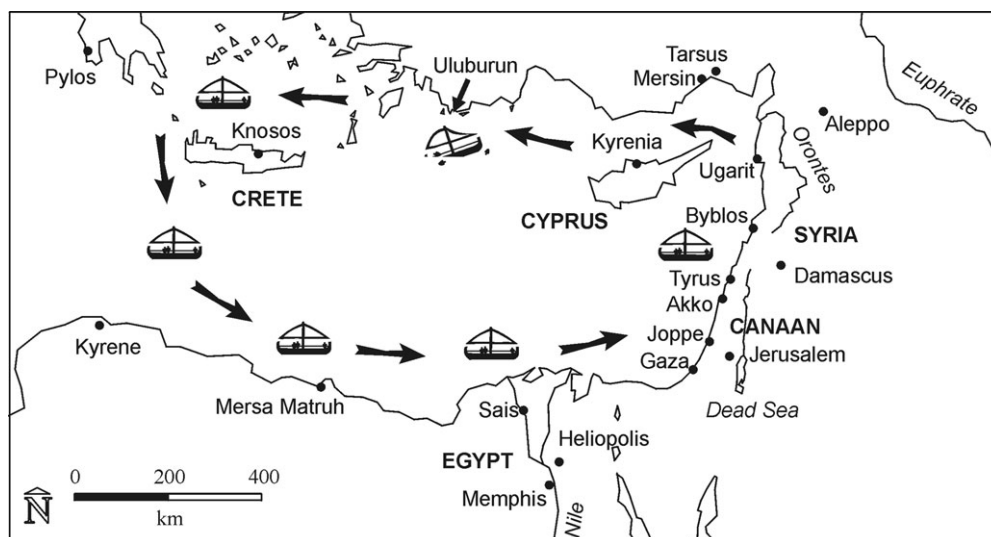 Pylos
Uluburun
Tarsus
Mersin
Euphrate
Aleppo
Knosos
Kyrenia
Orontes
Ugarit
CRETE
CYPRUS
Byblos
SYRIA
Tyrus
Damascus
Akko
CANAAN
Joppe
Kyrene
Gaza
Jerusalem
Mersa Matruh
Sais
Dead Sea
Heliopolis
EGYPT
Memphis
Nile
0 200 400
km
N